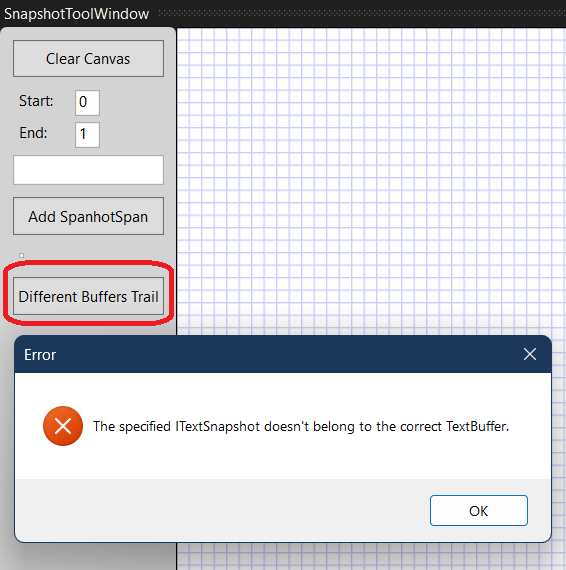 SnapshotToolWindow
Clear Canvas
Start: 0
End: 1
Add SpanhotSpan
Different Buffers Trail
Error
The specified ITextSnapshot doesn't belong to the correct TextBuffer.
OK